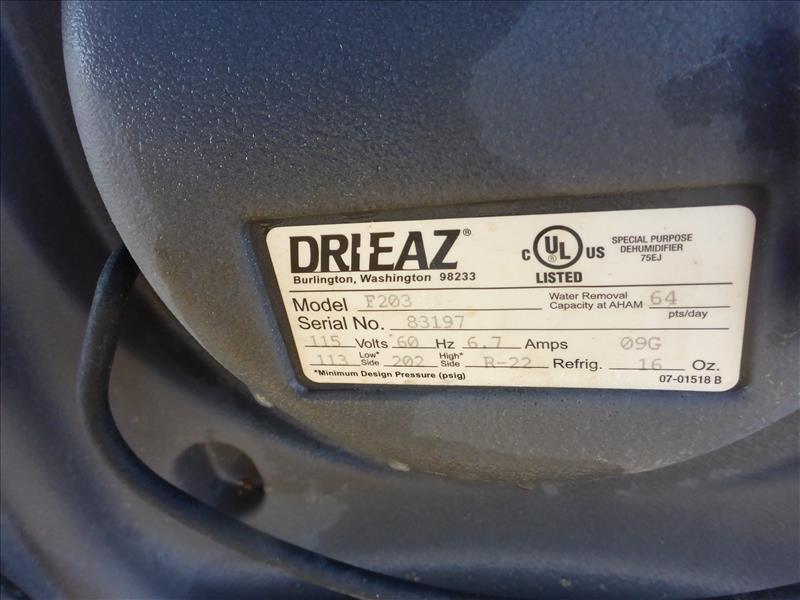 DRI-EAZ®
Burlington, Washington 98233
C UL® US LISTED
SPECIAL PURPOSE
DEHUMIDIFIER
75EJ
Model F203 Water Removal Capacity at AHAM 64 pts/day
Serial No. 83197
115 Volts 60 Hz 6.7 Amps 09G
113 Low* Side 202 High* Side R-22 Refrig. 16 Oz.
*Minimum Design Pressure (psig) 07-01518 B